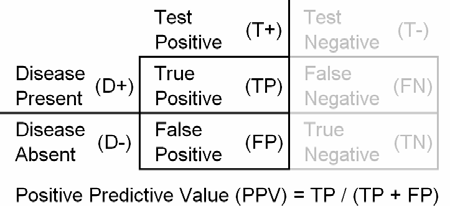 Test Positive (T+) Test Negative (T-)
Disease Present (D+) True Positive (TP) False Negative (FN)
Disease Absent (D-) False Positive (FP) True Negative (TN)
Positive Predictive Value (PPV) = TP / (TP + FP)